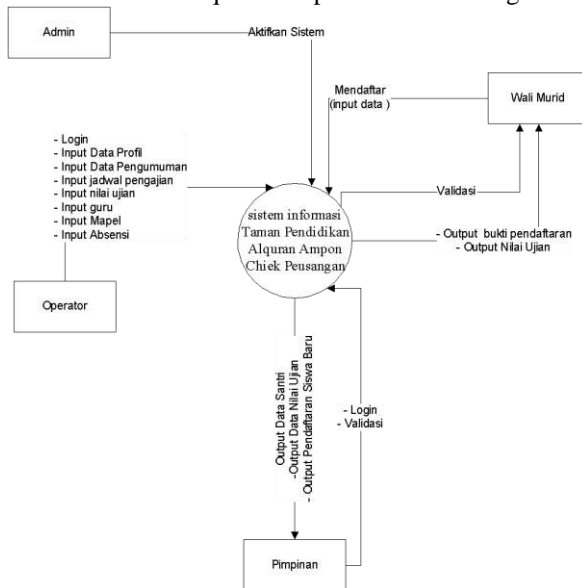 Admin
Aktifkan Sistem
Mendaftar
(input data )
Wali Murid
- Login
- Input Data Profil
- Input Data Pengumuman
- Input jadwal pengajian
- Input nilai ujian
- Input guru
- Input Mapel
- Input Absensi
Validasi
sistem informasi
Taman Pendidikan
Alquran Ampon
Chiek Peusangan
- Output bukti pendaftaran
- Output Nilai Ujian
Operator
Output Data Santri
-Output Data Nilai Ujian
- Output Pendaftaran Siswa Baru
- Login
- Validasi
Pimpinan